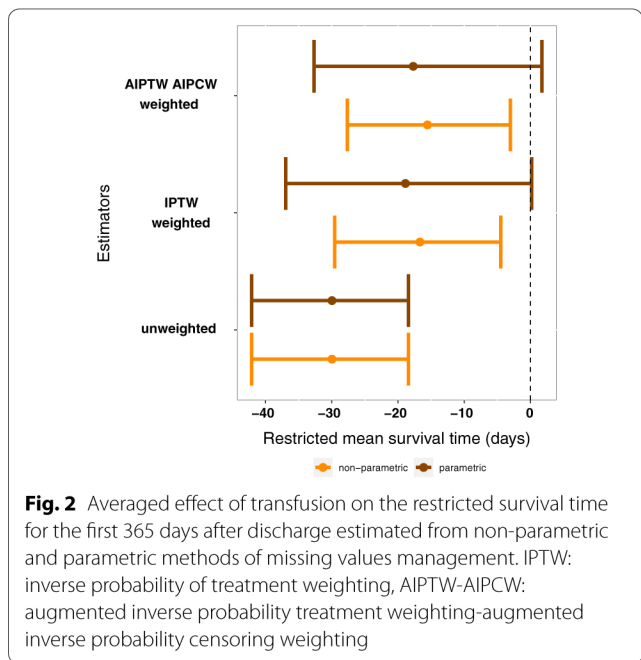 AIPTW AIPCW
weighted
IPTW
weighted
unweighted
Estimators
−40 −30 −20 −10 0
Restricted mean survival time (days)
non−parametric parametric
Fig. 2 Averaged effect of transfusion on the restricted survival time
for the first 365 days after discharge estimated from non-parametric
and parametric methods of missing values management. IPTW:
inverse probability of treatment weighting, AIPTW-AIPCW:
augmented inverse probability treatment weighting-augmented
inverse probability censoring weighting